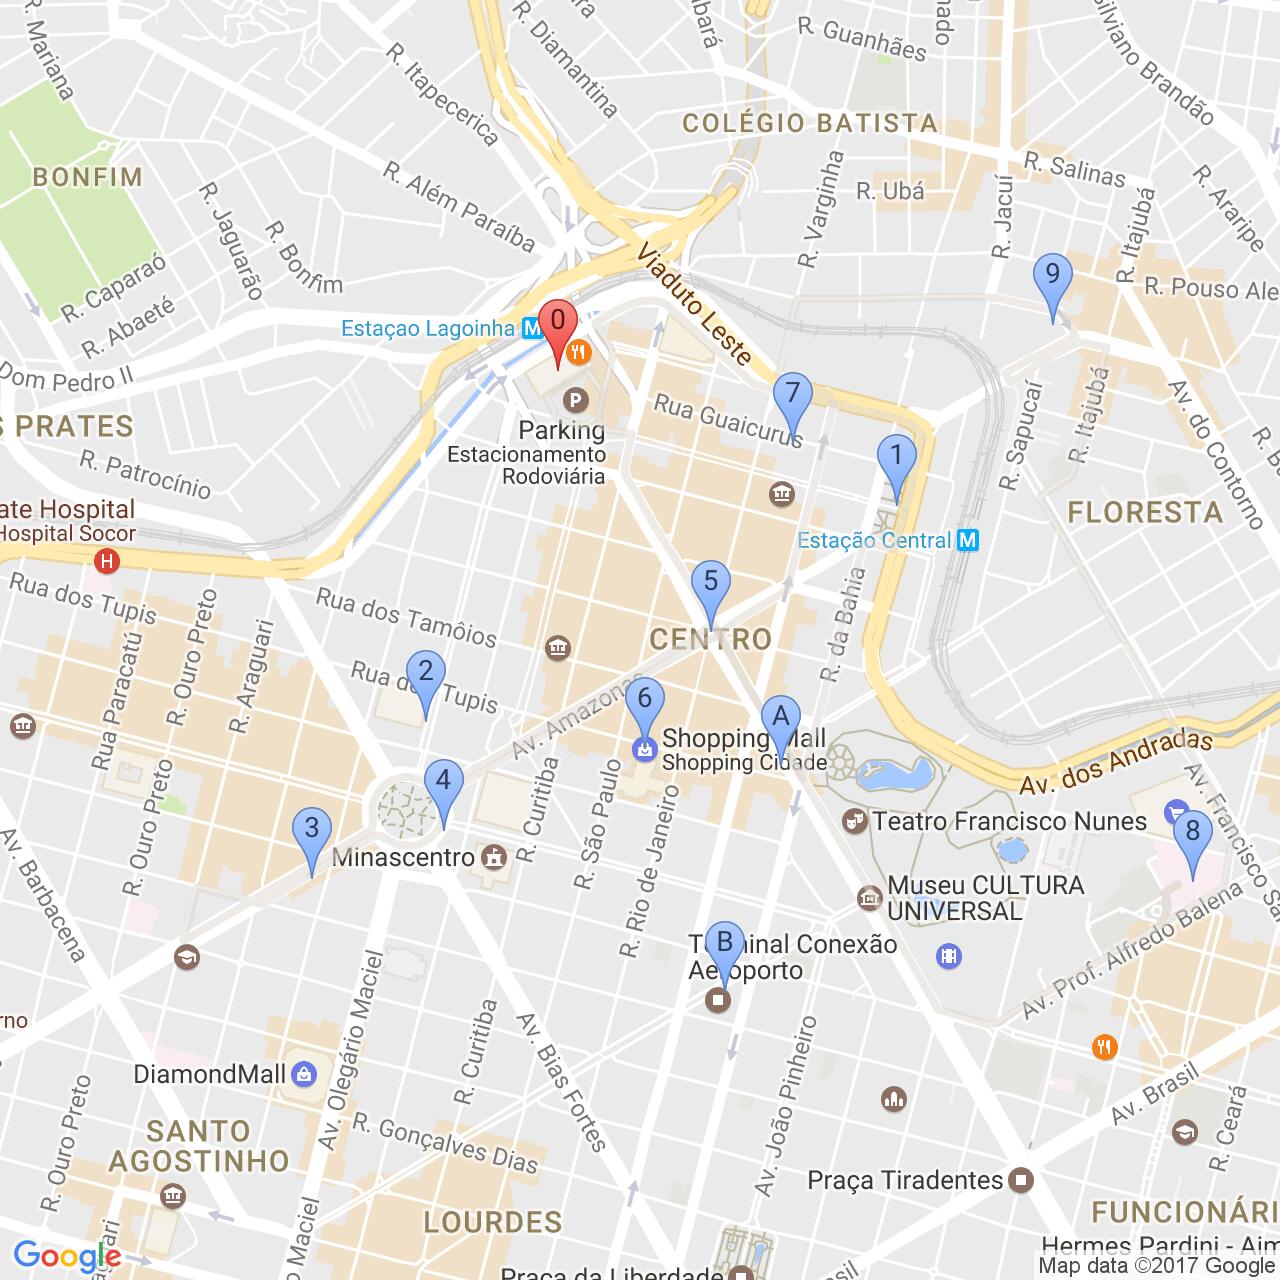 R. Mariana
R. Itapecerica
R. Diamantina
R. Guanhães
Silviano Brandão
COLÉGIO BATISTA
BONFIM
R. Além Paraíba
R. Jaguarão
R. Bonfim
R. Varginha
R. Ubá
R. Jacuí
R. Salinas
R. Itajubá
R. Araripe
R. Caparaó
R. Abaeté
Viaduto Leste
R. Pouso Ale
9
Estaçao Lagoinha
M
0
Dom Pedro II
P
7
Rua Guaicurus
R. Sapucaí
R. Itajubá
Av. do Contorno
S PRATES
Parking
Estacionamento
Rodoviária
R. Patrocínio
1
ate Hospital
Hospital Socor
H
FLORESTA
Estação Central
M
Rua dos Tupis
R. Ouro Preto
Rua dos Tamôios
5
CENTRO
R. da Bahia
Rua Paracatú
R. Araguari
2
Rua dos Tupis
6
A
Av. Amazonas
Shopping Mall
Shopping Cidade
Av. dos Andradas
Av. Francisco Sa
4
3
R. Ouro Preto
R. Curitiba
R. São Paulo
R. Rio de Janeiro
Teatro Francisco Nunes
8
Minascentro
Av. Barbacena
Museu CULTURA
UNIVERSAL
B
Terminal Conexão
Aeroporto
Av. Prof. Alfredo Balena
rno
Av. Olegário Maciel
R. Curitiba
Av. Bias Fortes
Av. João Pinheiro
DiamondMall
R. Ouro Preto
R. Gonçalves Dias
Av. Brasil
R. Ceará
SANTO
AGOSTINHO
Praça Tiradentes
LOURDES
FUNCIONÁRI
Maciel
Hermes Pardini - Aim
Google
Praça da Liberdade
Map data ©2017 Google